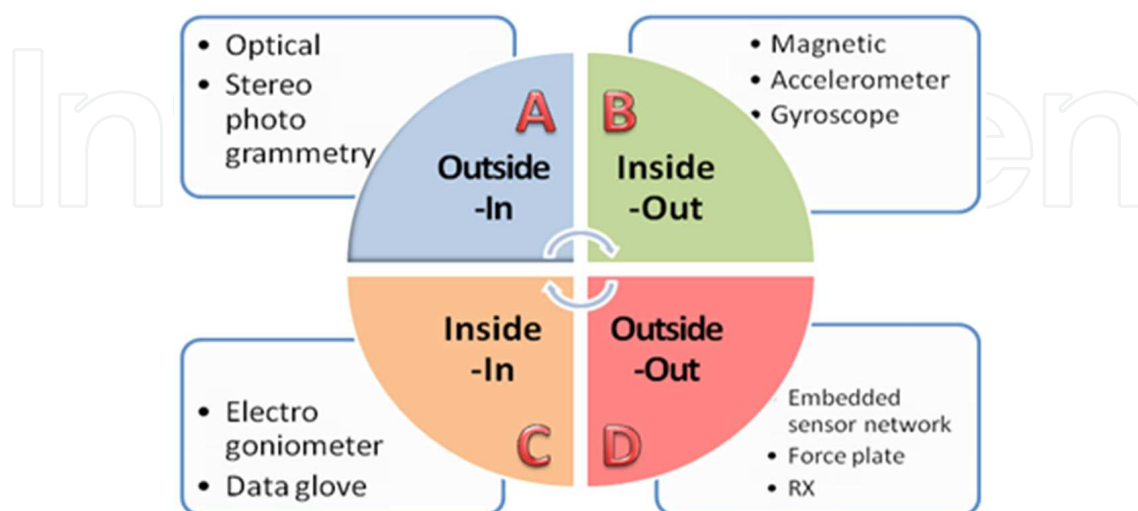 • Optical
• Stereo
photo
grammetry
• Magnetic
• Accelerometer
• Gyroscope
A
Outside
-In
B
Inside
-Out
Inside
-In
C
Outside
-Out
D
• Electro
goniometer
• Data glove
Embedded
sensor network
• Force plate
• RX